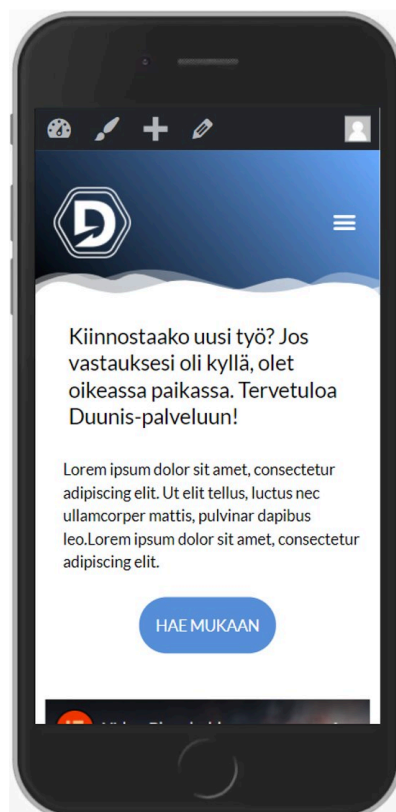 D
Kiinnostaako uusi työ? Jos
vastauksesi oli kyllä, olet
oikeassa paikassa. Tervetuloa
Duunis-palveluun!
Lorem ipsum dolor sit amet, consectetur
adipiscing elit. Ut elit tellus, luctus nec
ullamcorper mattis, pulvinar dapibus
leo.Lorem ipsum dolor sit amet, consectetur
adipiscing elit.
HAE MUKAAN